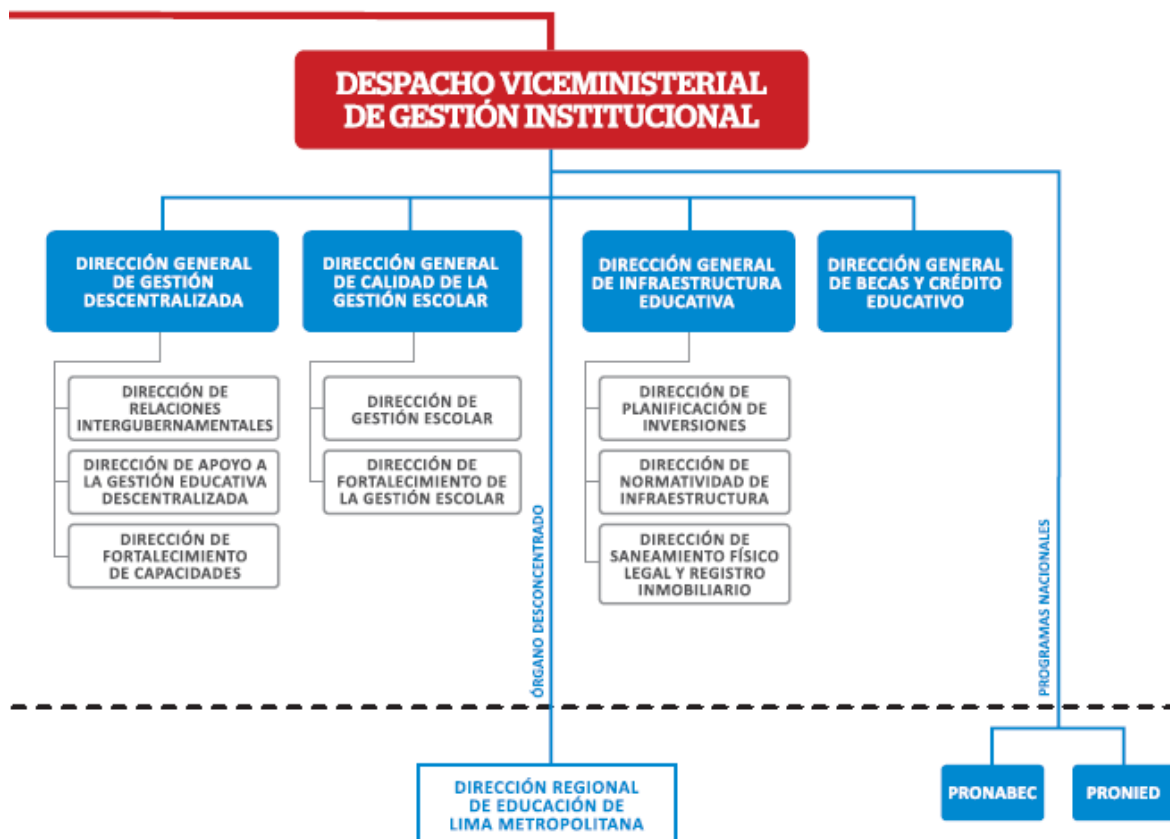 DESPACHO VICEMINISTERIAL
DE GESTIÓN INSTITUCIONAL
DIRECCIÓN GENERAL
DE GESTIÓN
DESCENTRALIZADA
DIRECCIÓN GENERAL
DE CALIDAD DE LA
GESTIÓN ESCOLAR
DIRECCIÓN GENERAL
DE INFRAESTRUCTURA
EDUCATIVA
DIRECCIÓN GENERAL
DE BECAS Y CRÉDITO
EDUCATIVO
DIRECCIÓN DE
RELACIONES
INTERGUBERNAMENTALES
DIRECCIÓN DE APOYO A
LA GESTIÓN EDUCATIVA
DESCENTRALIZADA
DIRECCIÓN DE
FORTALECIMIENTO
DE CAPACIDADES
DIRECCIÓN DE
GESTIÓN ESCOLAR
DIRECCIÓN DE
FORTALECIMIENTO DE
LA GESTIÓN ESCOLAR
DIRECCIÓN DE
PLANIFICACIÓN DE
INVERSIONES
DIRECCIÓN DE
NORMATIVIDAD DE
INFRAESTRUCTURA
DIRECCIÓN DE
SANEAMIENTO FÍSICO
LEGAL Y REGISTRO
INMOBILIARIO
ÓRGANO DESCONCENTRADO
PROGRAMAS NACIONALES
DIRECCIÓN REGIONAL
DE EDUCACIÓN DE
LIMA METROPOLITANA
PRONABEC
PRONIED